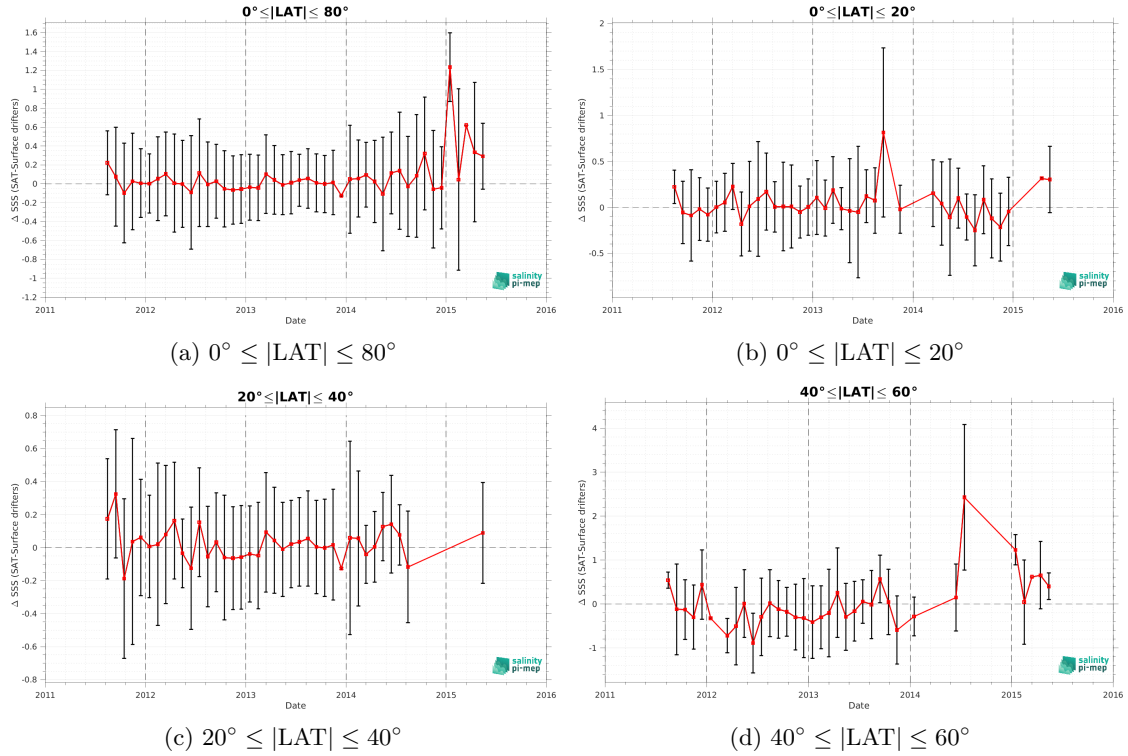 0°≤|LAT|≤ 80°
Δ SSS (SAT-Surface drifters)
1.6
1.4
1.2
1
0.8
0.6
0.4
0.2
0
-0.2
-0.4
-0.6
-0.8
-1
-1.2
2011 2012 2013 2014 2015 2016
Date
salinity
pi-mep
(a) 0° ≤ |LAT| ≤ 80°
0°≤|LAT|≤ 20°
Δ SSS (SAT-Surface drifters)
2
1.5
1
0.5
0
-0.5
2011 2012 2013 2014 2015 2016
Date
salinity
pi-mep
(b) 0° ≤ |LAT| ≤ 20°
20°≤|LAT|≤ 40°
Δ SSS (SAT-Surface drifters)
0.8
0.6
0.4
0.2
0
-0.2
-0.4
-0.6
-0.8
2011 2012 2013 2014 2015 2016
Date
salinity
pi-mep
(c) 20° ≤ |LAT| ≤ 40°
40°≤|LAT|≤ 60°
Δ SSS (SAT-Surface drifters)
4
3
2
1
0
-1
2011 2012 2013 2014 2015 2016
Date
salinity
pi-mep
(d) 40° ≤ |LAT| ≤ 60°